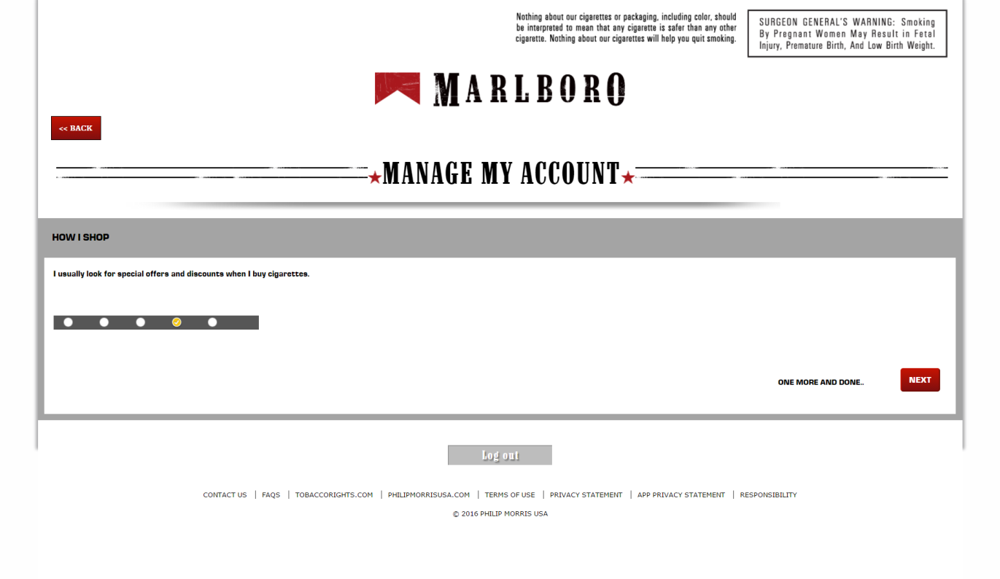 Nothing about our cigarettes or packaging, including color, should
be interpreted to mean that any cigarette is safer than any other
cigarette. Nothing about our cigarettes will help you quit smoking.
SURGEON GENERAL'S WARNING: Smoking
By Pregnant Women May Result in Fetal
Injury, Premature Birth, And Low Birth Weight.
MARLBORO
<< BACK
MANAGE MY ACCOUNT
HOW I SHOP
I usually look for special offers and discounts when I buy cigarettes.
ONE MORE AND DONE..
NEXT
Log out
CONTACT US | FAQS | TOBACCORIGHTS.COM | PHILIPMORRISUSA.COM | TERMS OF USE | PRIVACY STATEMENT | APP PRIVACY STATEMENT | RESPONSIBILITY
© 2016 PHILIP MORRIS USA